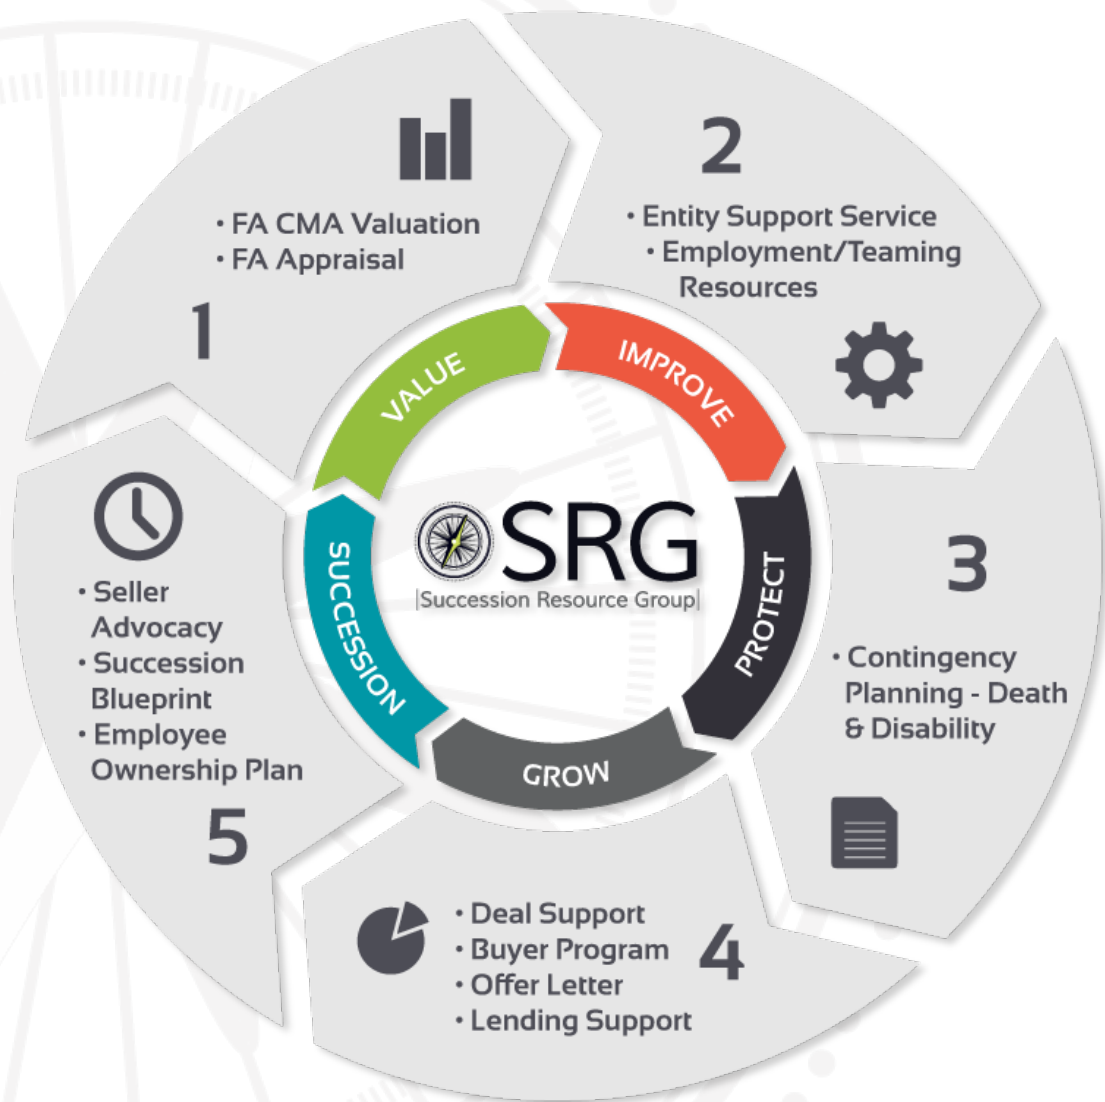 1
• FA CMA Valuation
• FA Appraisal
VALUE
2
• Entity Support Service
• Employment/Teaming
Resources
IMPROVE
3
• Contingency
Planning - Death
& Disability
PROTECT
4
• Deal Support
• Buyer Program
• Offer Letter
• Lending Support
GROW
5
• Seller
Advocacy
• Succession
Blueprint
• Employee
Ownership Plan
SUCCESSION
SRG
|Succession Resource Group|